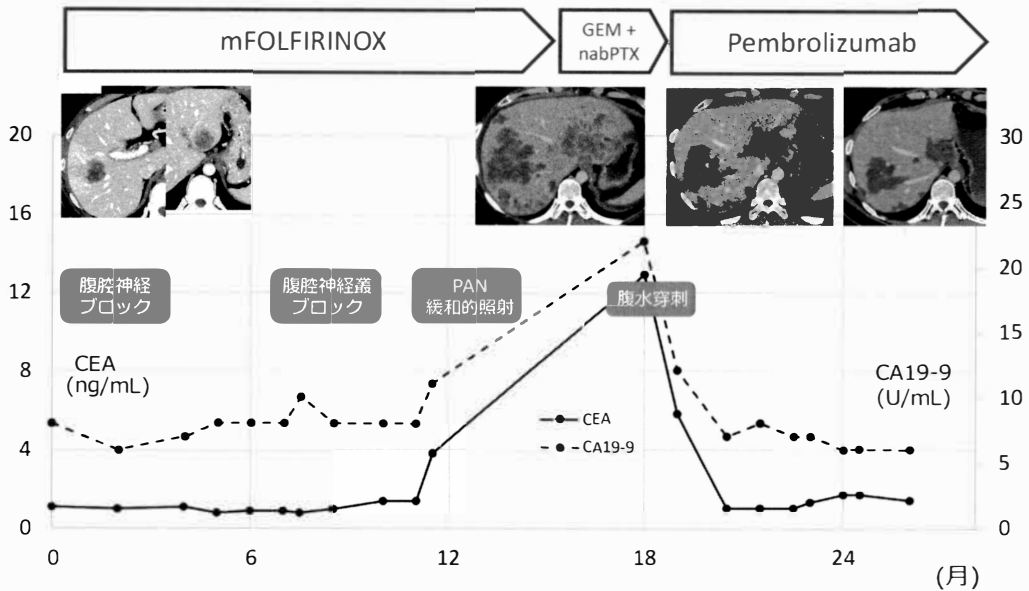 mFOLFIRINOX
GEM +
nabPTX
Pembrolizumab
20
16
12
8
4
0
30
25
20
15
10
5
0
腹腔神経
ブロック
腹腔神経叢
ブロック
PAN
緩和的照射
腹水穿刺
CEA
(ng/mL)
CA19-9
(U/mL)
CEA
CA19-9
0
6
12
18
24
(月)